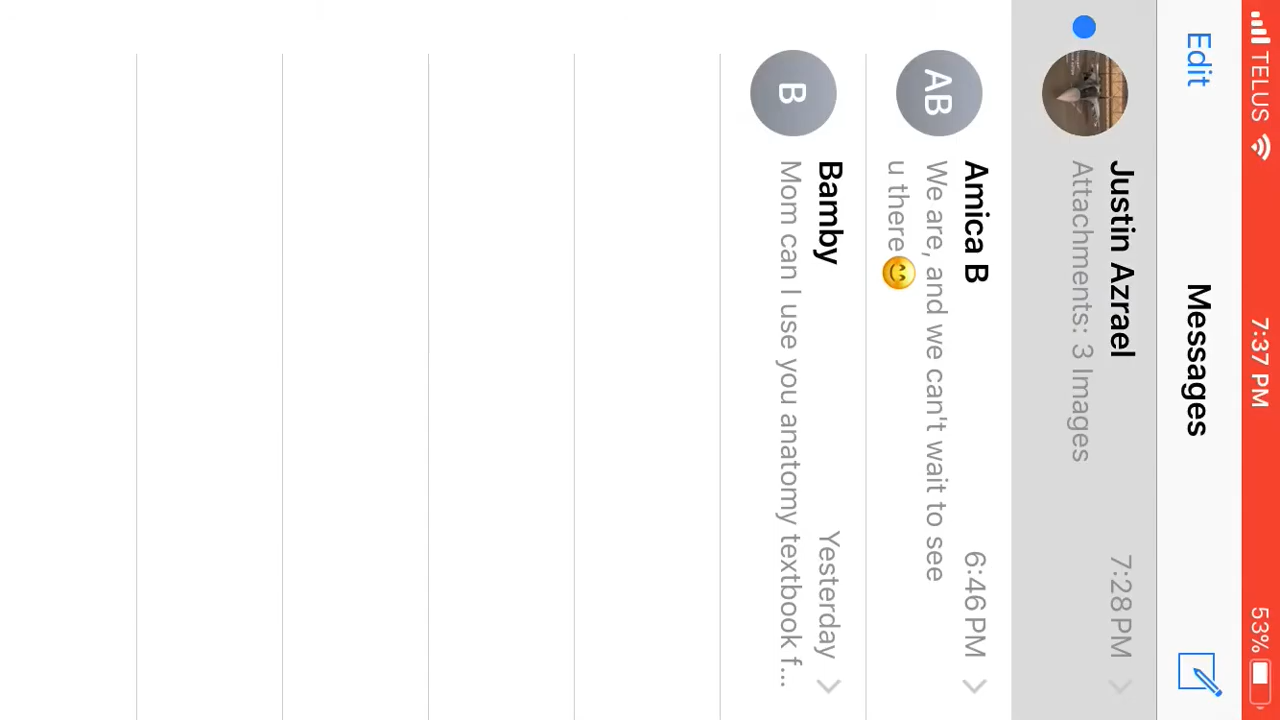 TELUS 7:37 PM 53%
Edit Messages
Justin Azrael 7:28 PM
Attachments: 3 Images
AB
Amica B 6:46 PM
We are, and we can't wait to see
u there😊
B
Bamby Yesterday
Mom can I use you anatomy textbook f...